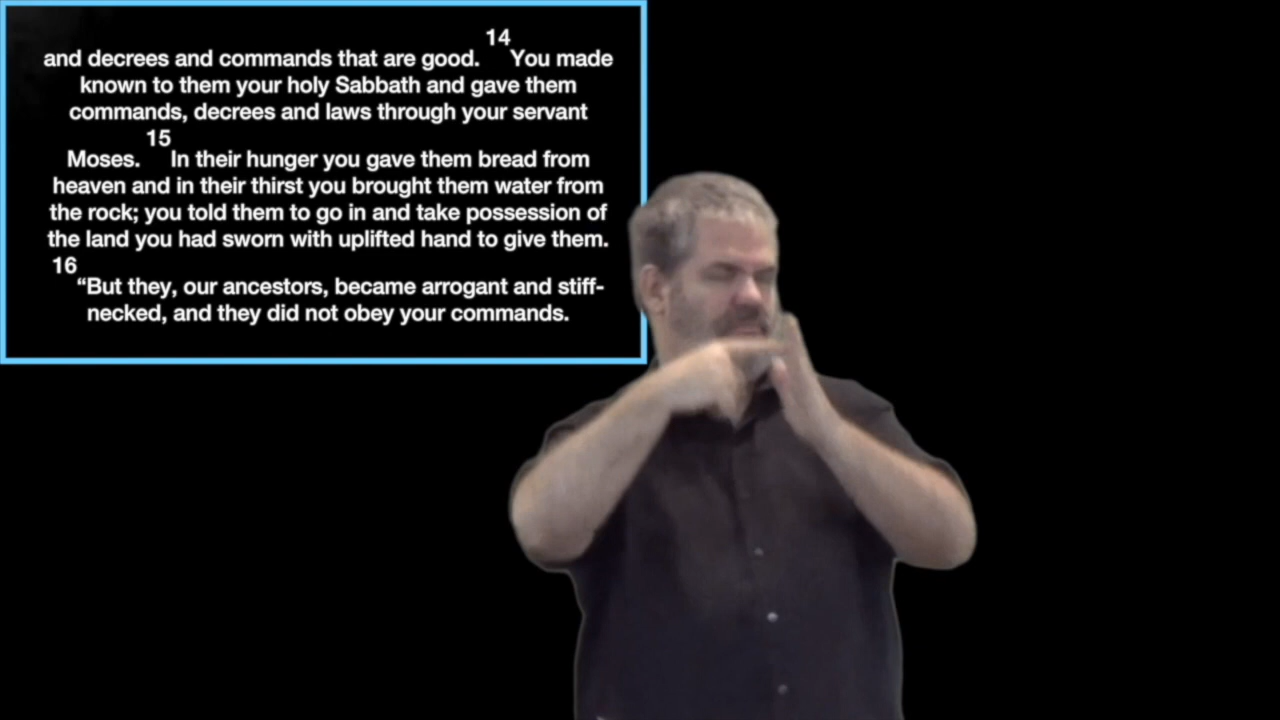 and decrees and commands that are good. 14 You made
known to them your holy Sabbath and gave them
commands, decrees and laws through your servant
Moses. 15 In their hunger you gave them bread from
heaven and in their thirst you brought them water from
the rock; you told them to go in and take possession of
the land you had sworn with uplifted hand to give them.
16 “But they, our ancestors, became arrogant and stiff-
necked, and they did not obey your commands.